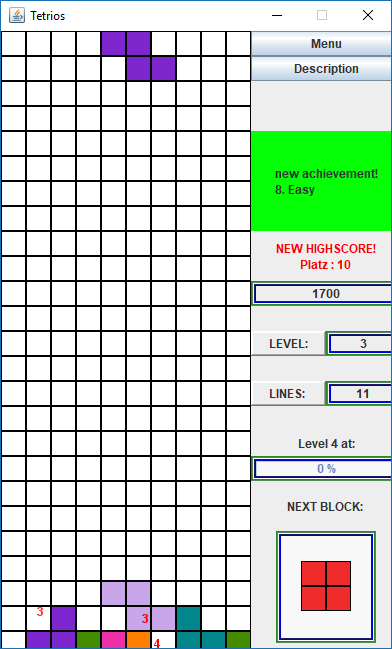 Tetrios
Menu
Description
new achievement!
8. Easy
NEW HIGHSCORE!
Platz : 10
1700
LEVEL: 3
LINES: 11
Level 4 at:
0 %
NEXT BLOCK:
3
3
4